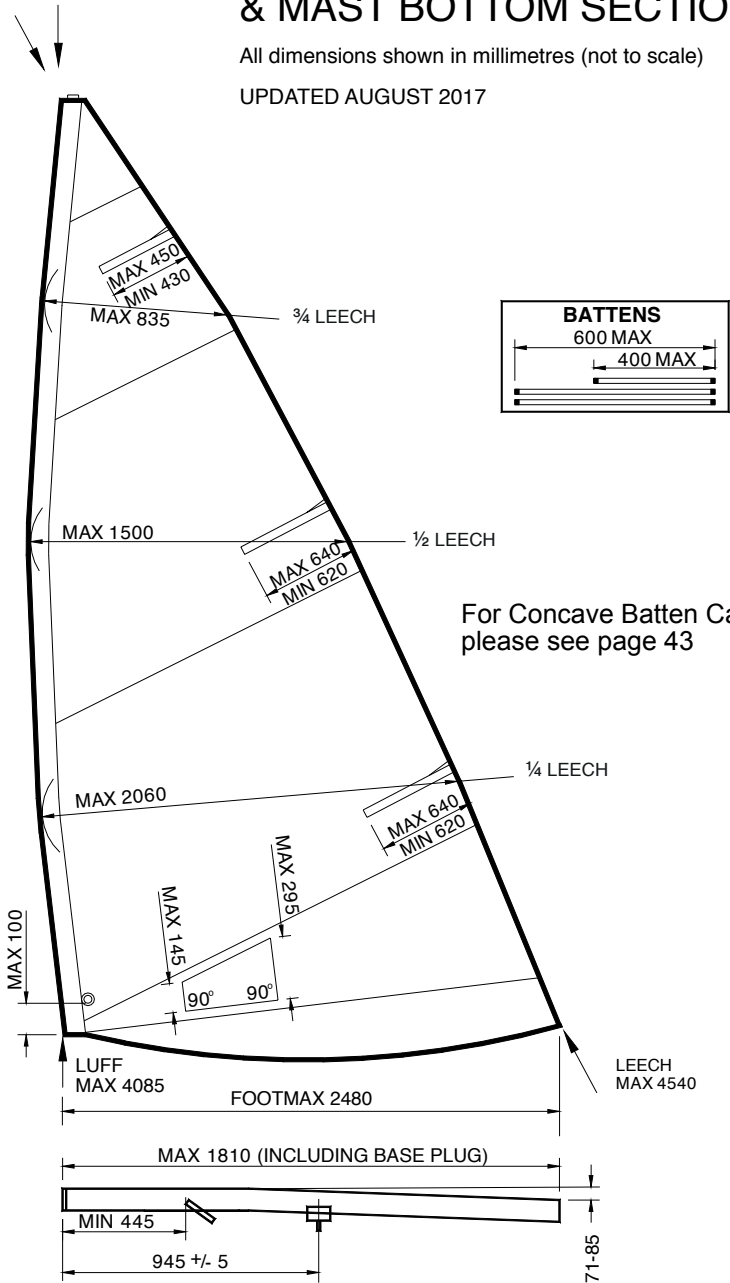 & MAST BOTTOM SECTIO
All dimensions shown in millimetres (not to scale)
UPDATED AUGUST 2017
MAX 450
MIN 430
MAX 835
¾ LEECH
BATTENS
600 MAX
400 MAX
MAX 1500
½ LEECH
MAX 640
MIN 620
For Concave Batten Ca
please see page 43
¼ LEECH
MAX 2060
MAX 640
MIN 620
MAX 295
MAX 145
MAX 100
90° 90°
LUFF
MAX 4085
LEECH
MAX 4540
FOOTMAX 2480
MAX 1810 (INCLUDING BASE PLUG)
MIN 445
945 +/- 5
71-85